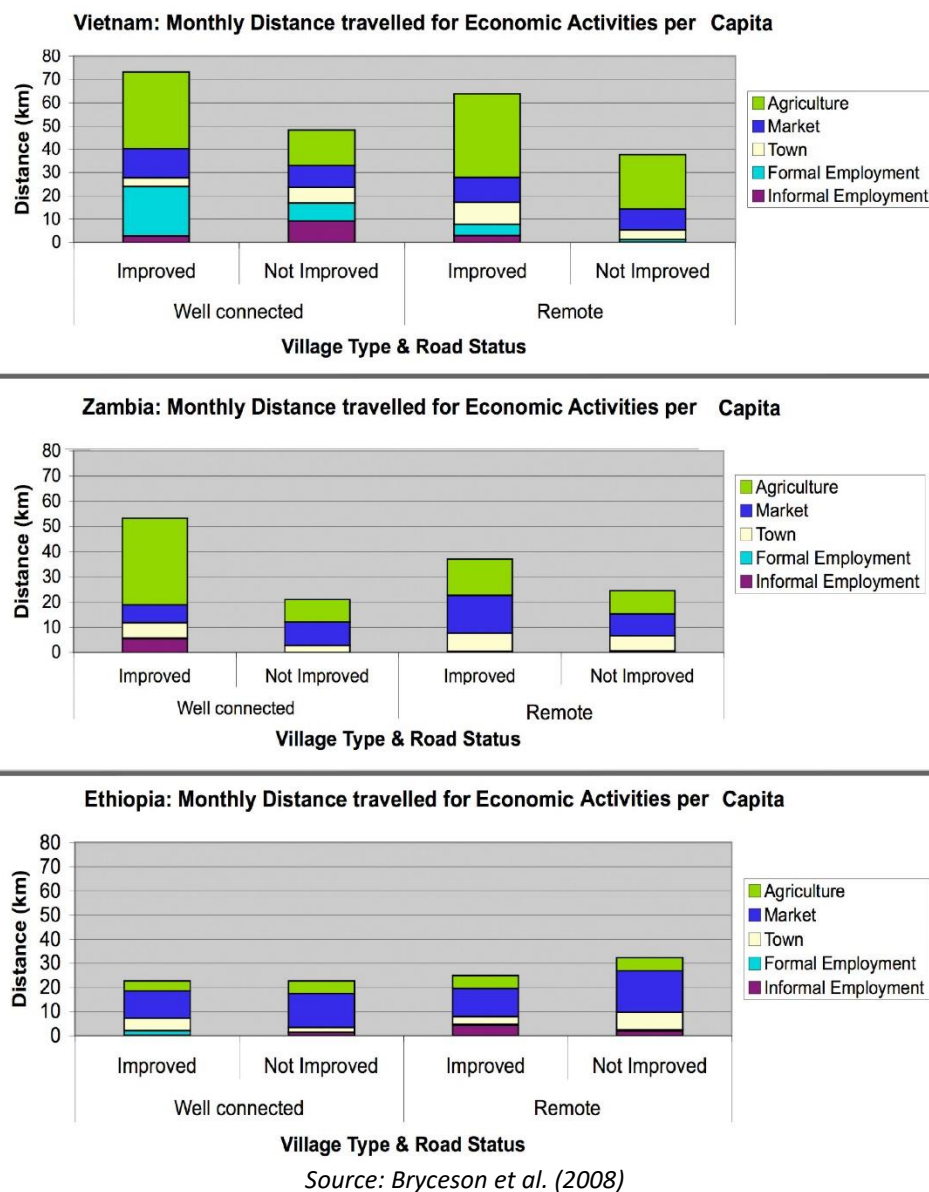 Vietnam: Monthly Distance travelled for Economic Activities per Capita
80
70
60
50
40
30
20
10
0
Distance (km)
Agriculture
Market
Town
Formal Employment
Informal Employment
Improved Not Improved Improved Not Improved
Well connected Remote
Village Type & Road Status
Zambia: Monthly Distance travelled for Economic Activities per Capita
80
70
60
50
40
30
20
10
0
Distance (km)
Agriculture
Market
Town
Formal Employment
Informal Employment
Improved Not Improved Improved Not Improved
Well connected Remote
Village Type & Road Status
Ethiopia: Monthly Distance travelled for Economic Activities per Capita
80
70
60
50
40
30
20
10
0
Distance (km)
Agriculture
Market
Town
Formal Employment
Informal Employment
Improved Not Improved Improved Not Improved
Well connected Remote
Village Type & Road Status
Source: Bryceson et al. (2008)